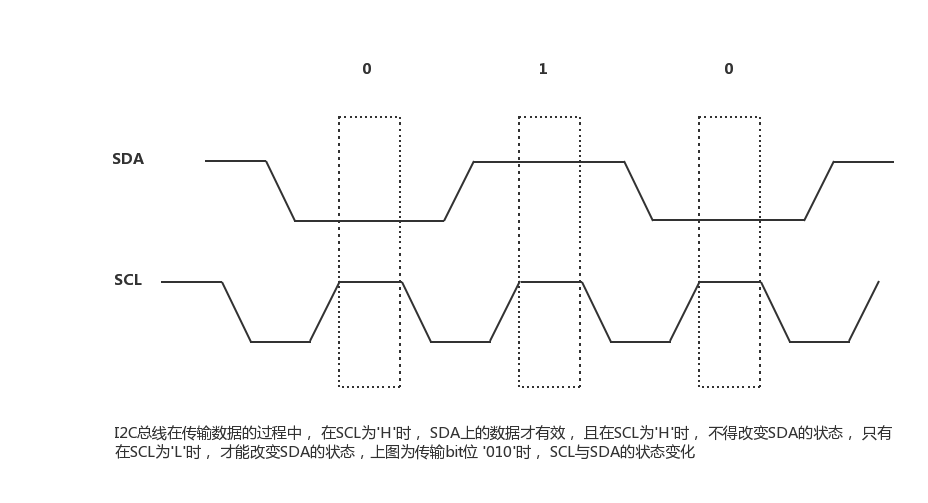 0 1 0
SDA
SCL
I2C总线在传输数据的过程中，在SCL为'H'时，SDA上的数据才有效，且在SCL为'H'时，不得改变SDA的状态，只有
在SCL为'L'时，才能改变SDA的状态，上图为传输bit位 '010'时，SCL与SDA的状态变化